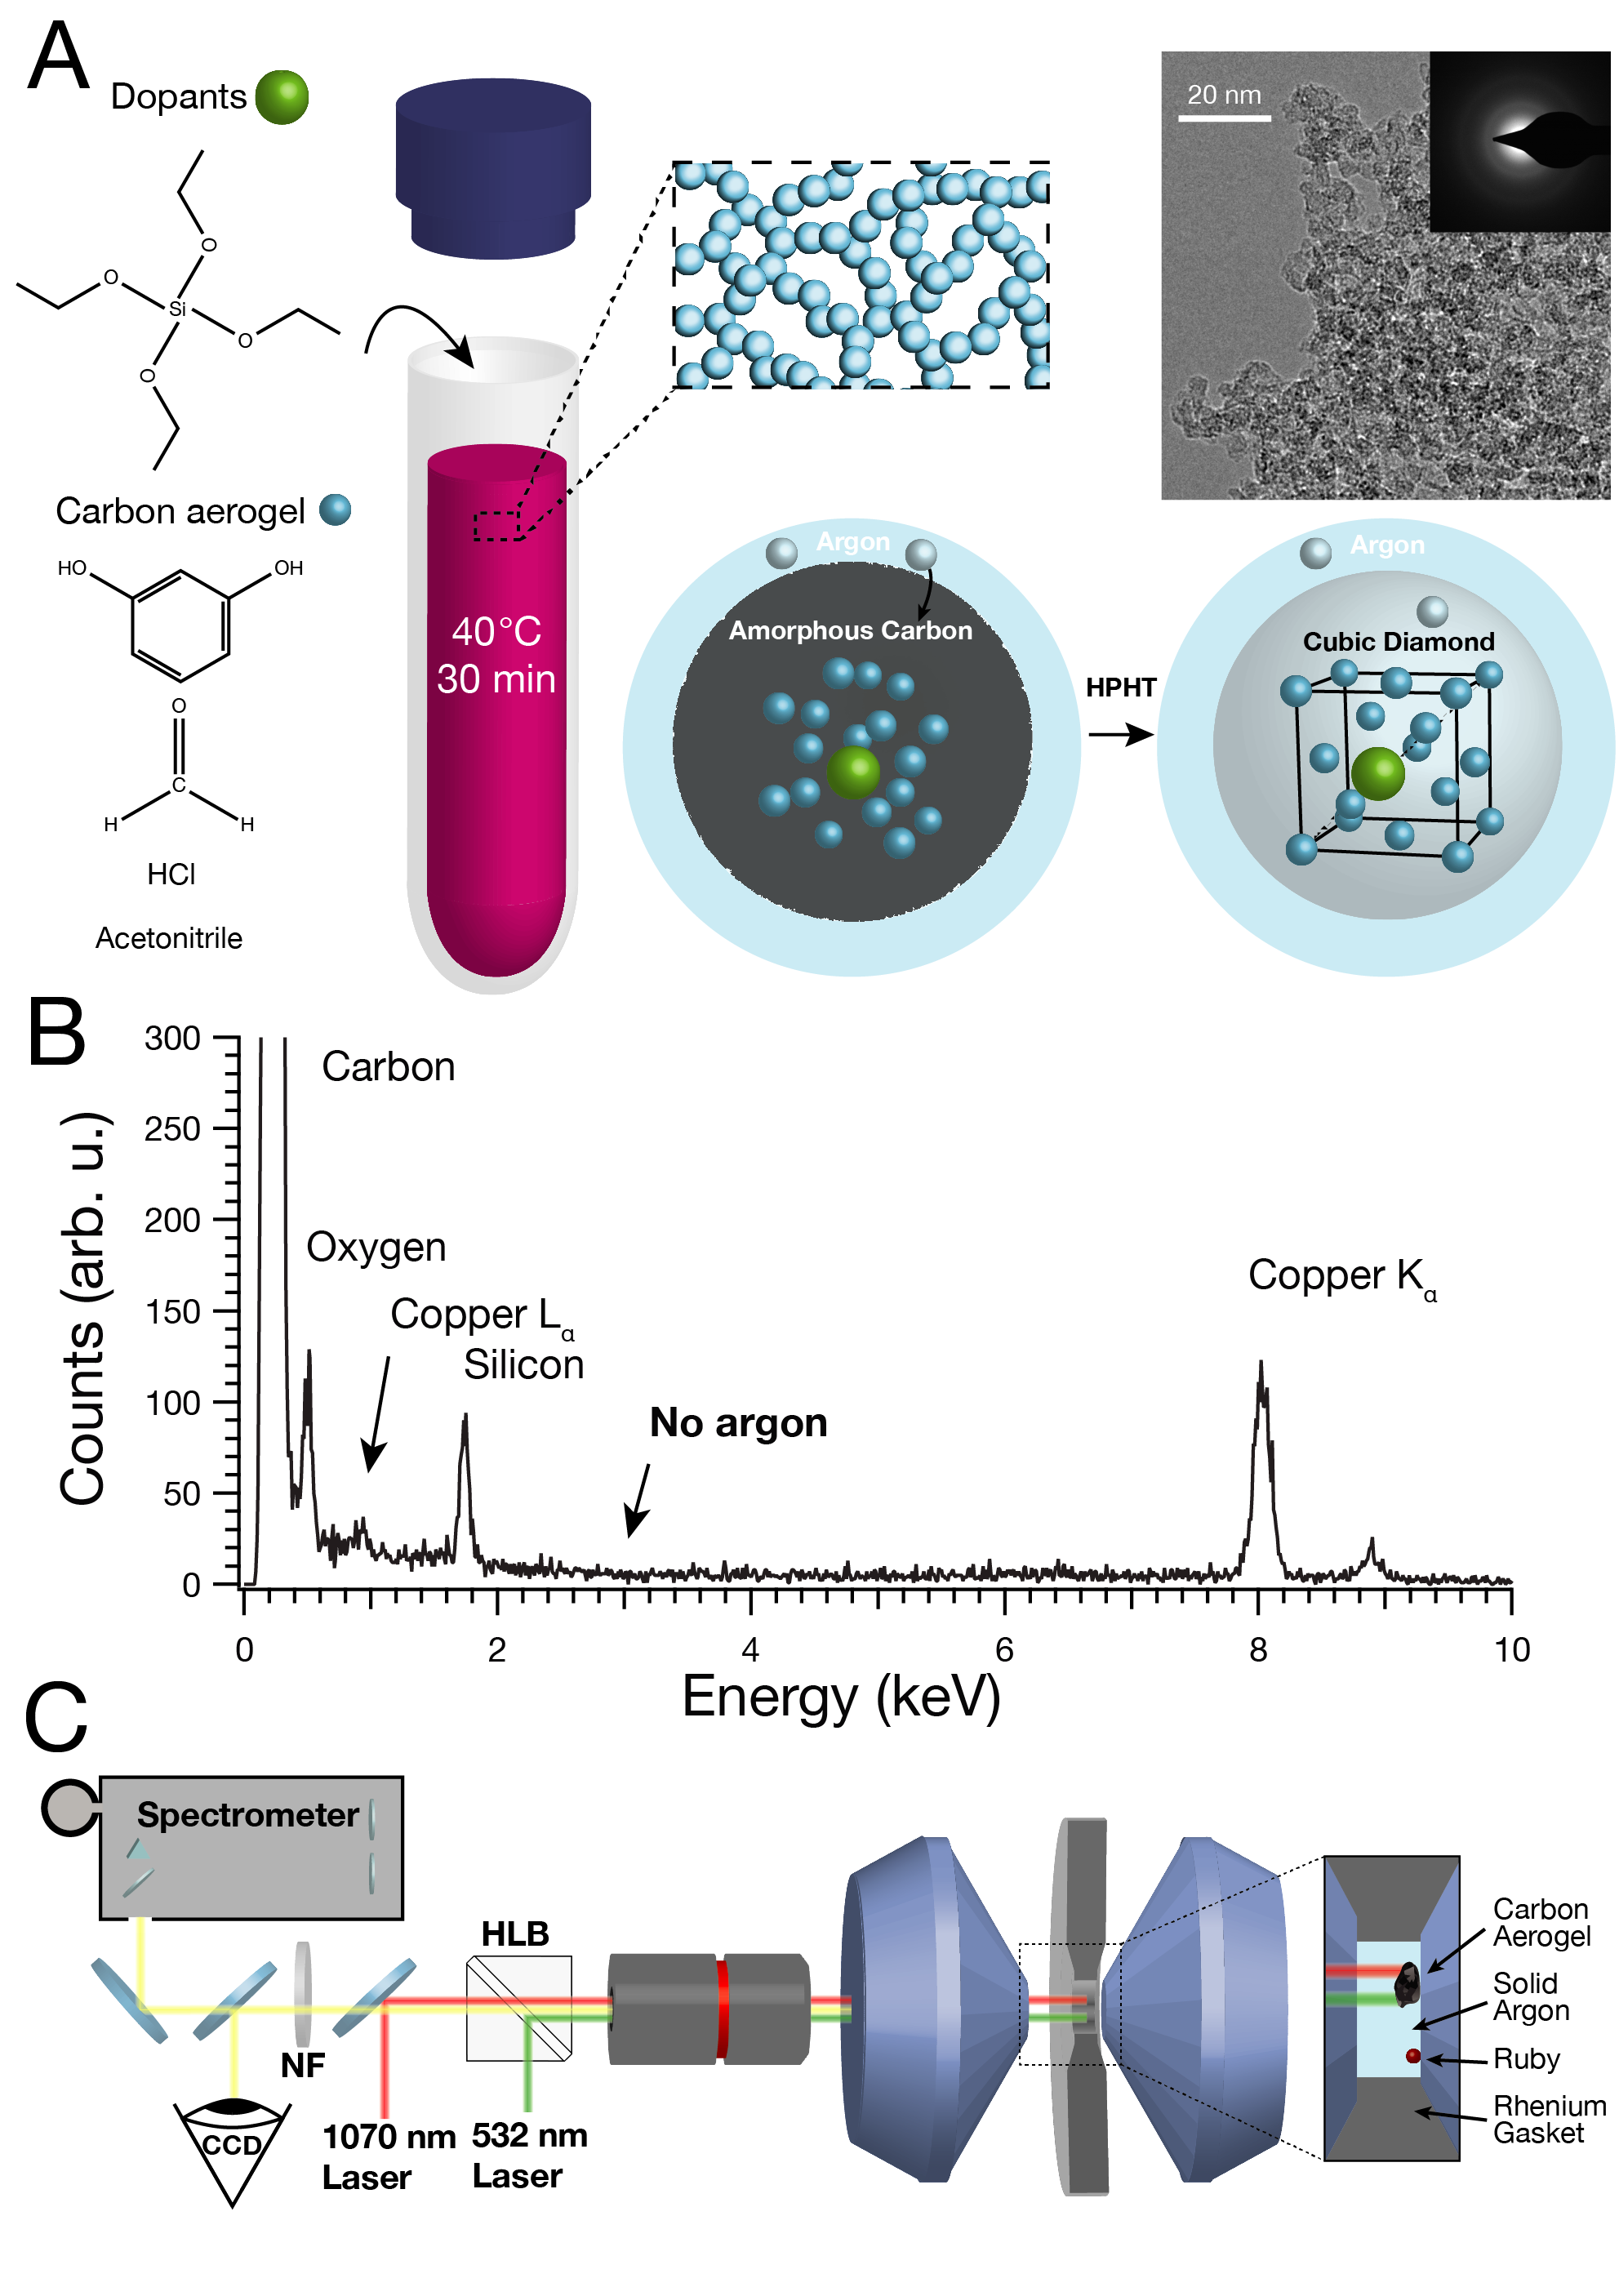 A
Dopants
O
O
Si
O
O
Carbon aerogel
HO
OH
O
C
H
H
HCl
Acetonitrile
40°C
30 min
20 nm
Argon
Amorphous Carbon
HPHT
Argon
Cubic Diamond
B
300
250
200
150
100
50
0
Counts (arb. u.)
Carbon
Oxygen
Copper Lα
Silicon
No argon
Copper Kα
0
2
4
6
8
10
Energy (keV)
C
Spectrometer
HLB
NF
CCD
1070 nm
Laser
532 nm
Laser
Carbon
Aerogel
Solid
Argon
Ruby
Rhenium
Gasket